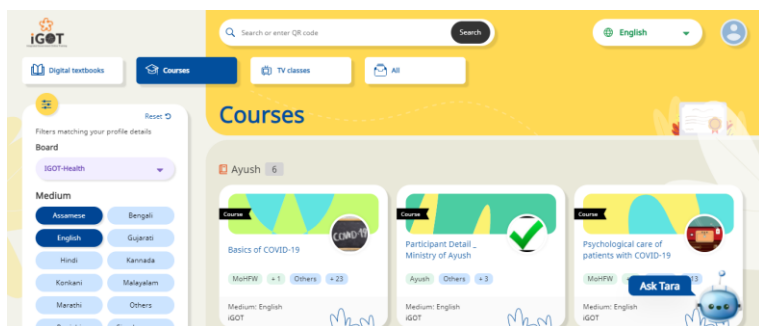 iGOT
Search or enter QR code
Search
English
Digital textbooks
Courses
TV classes
All
Reset
Filters matching your profile details
Board
IGOT-Health
Medium
Assamese
Bengali
English
Gujarati
Hindi
Kannada
Konkani
Malayalam
Marathi
Others
Courses
Ayush 6
Course
COVID-19
Basics of COVID-19
MoHFW + 1 Others + 23
Medium: English
iGOT
Course
Participant Detail _
Ministry of Ayush
Ayush Others + 3
Medium: English
iGOT
Course
Psychological care of
patients with COVID-19
MoHFW
13
Medium: English
iGOT
Ask Tara